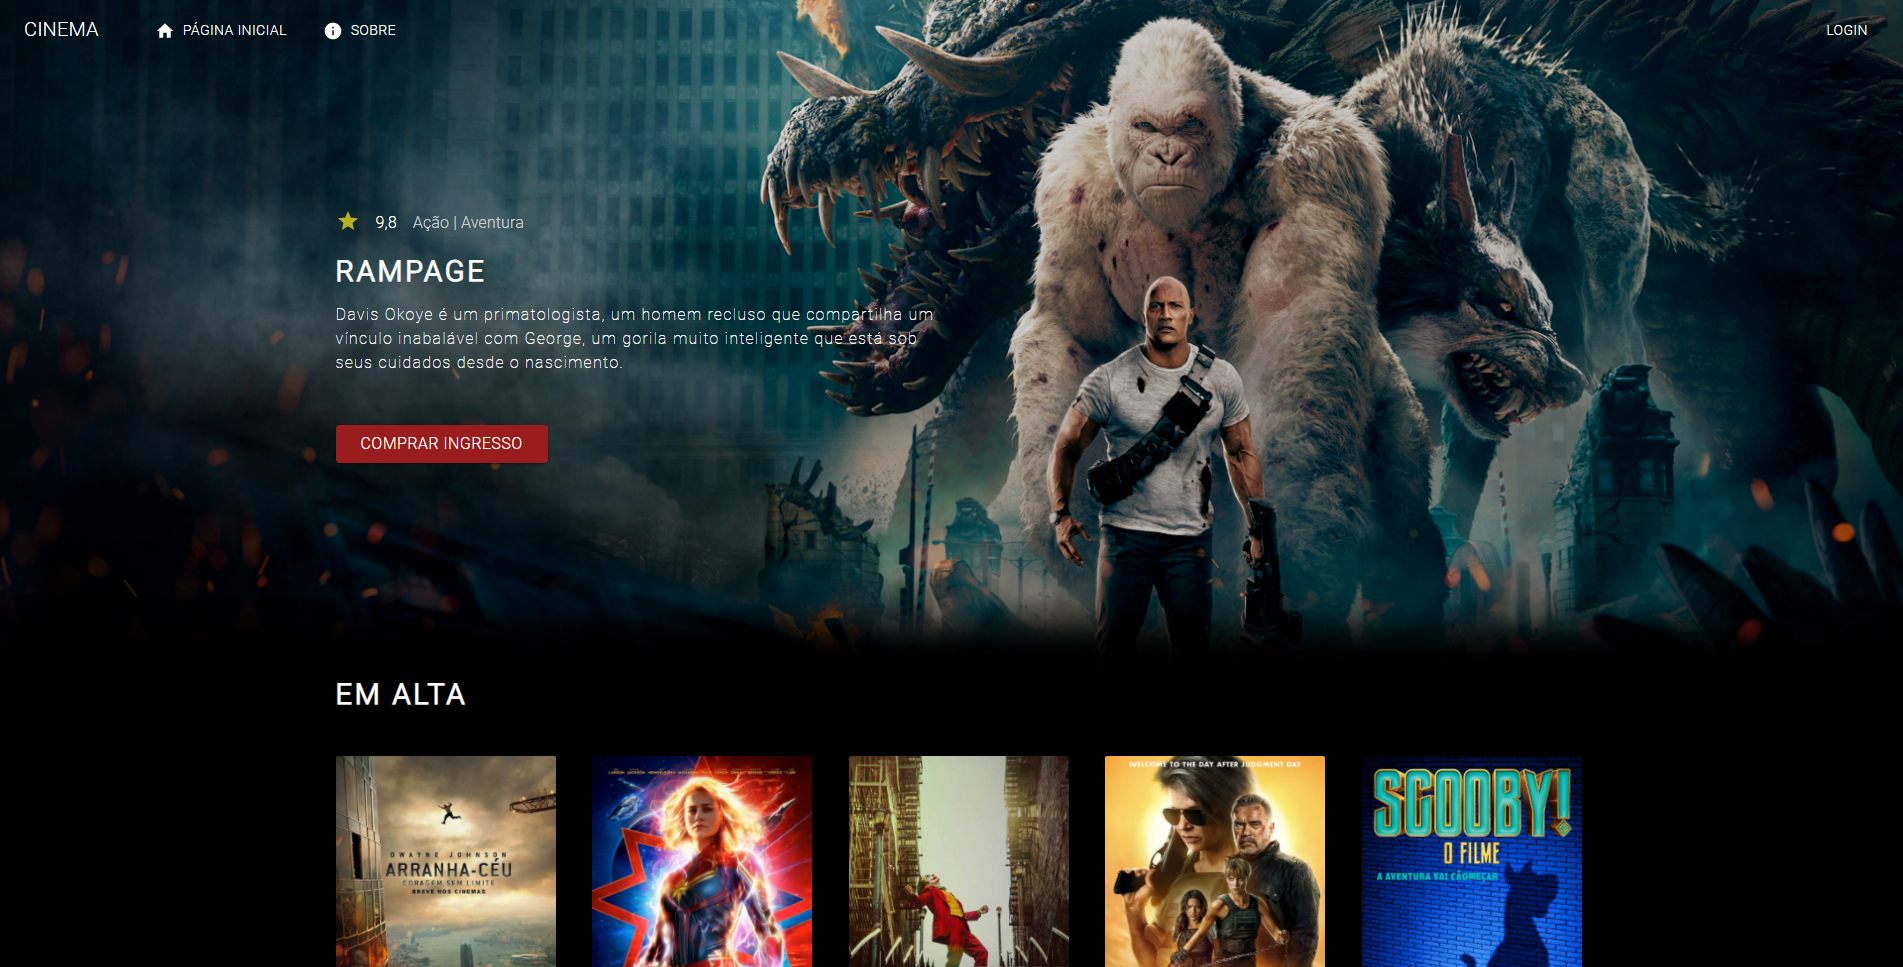 CINEMA
PÁGINA INICIAL
SOBRE
LOGIN
9,8 Ação | Aventura
RAMPAGE
Davis Okoye é um primatologista, um homem recluso que compartilha um
vínculo inabalável com George, um gorila muito inteligente que está sob
seus cuidados desde o nascimento.
COMPRAR INGRESSO
EM ALTA
DWAYNE JOHNSON
ARRANHA-CÉU
CORAGEM SEM LIMITE
BREVE NOS CINEMAS
WELCOME TO THE DAY AFTER JUDGMENT DAY
SCOOBY!
O FILME
A AVENTURA VAI CÃOMEÇAR